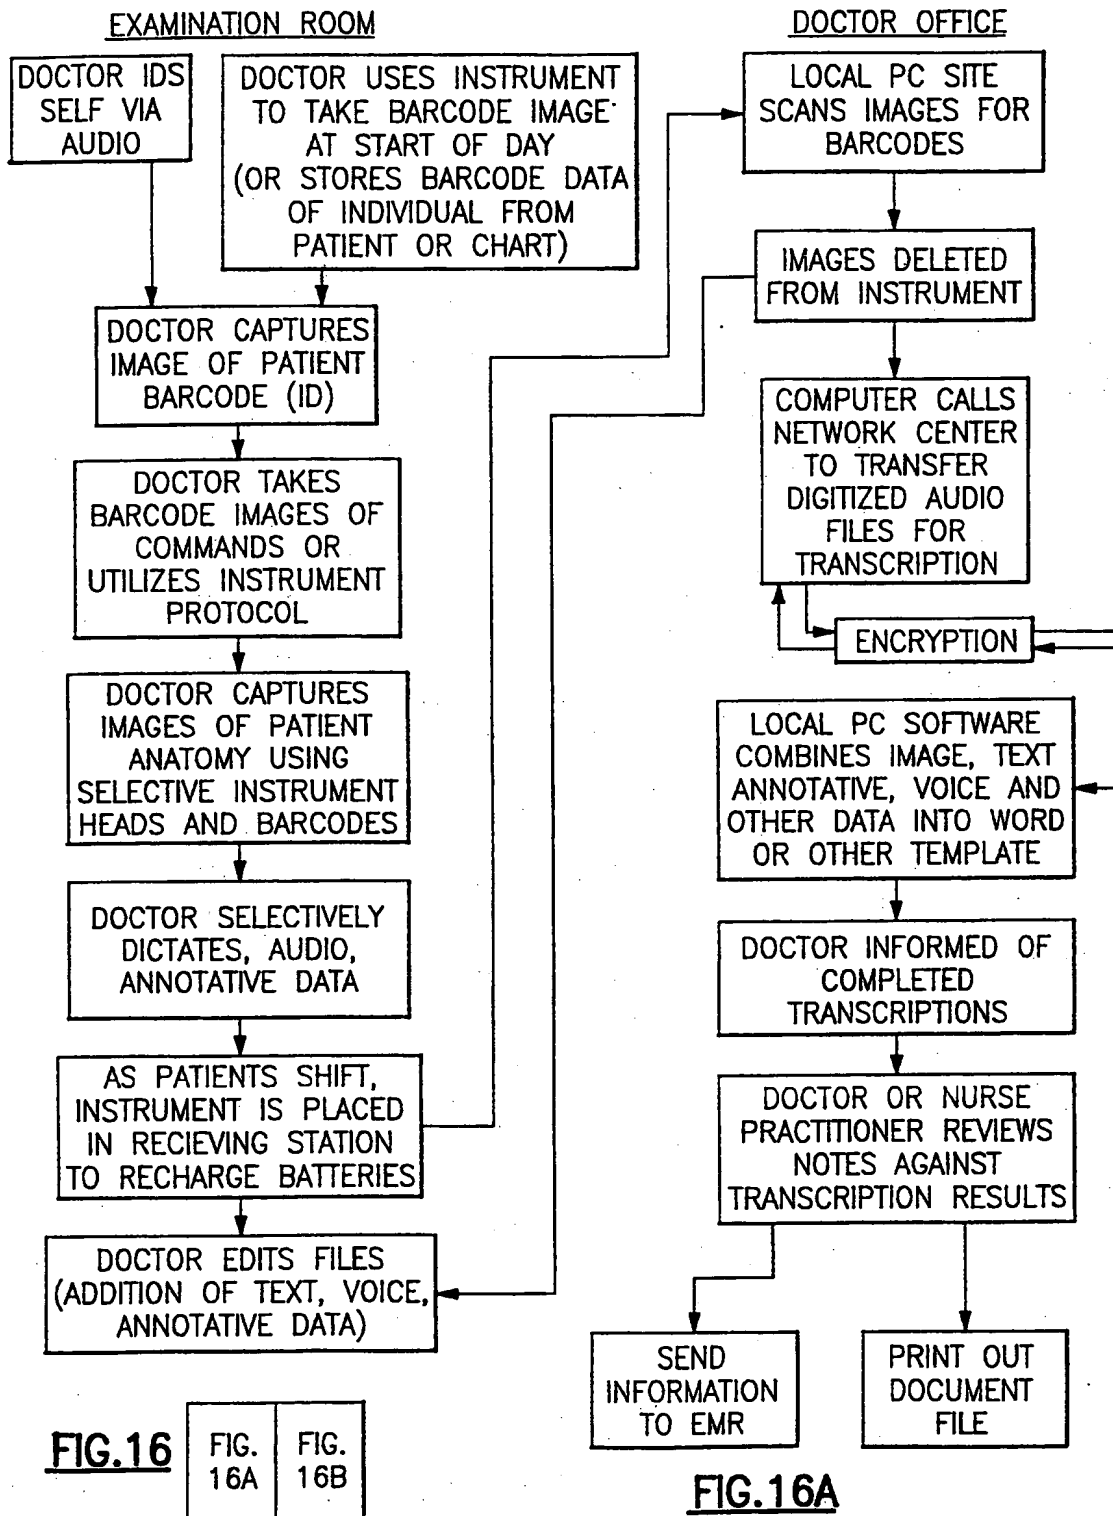 EXAMINATION ROOM
DOCTOR IDS
SELF VIA
AUDIO
DOCTOR USES INSTRUMENT
TO TAKE BARCODE IMAGE
AT START OF DAY
(OR STORES BARCODE DATA
OF INDIVIDUAL FROM
PATIENT OR CHART)
DOCTOR CAPTURES
IMAGE OF PATIENT
BARCODE (ID)
DOCTOR TAKES
BARCODE IMAGES OF
COMMANDS OR
UTILIZES INSTRUMENT
PROTOCOL
DOCTOR CAPTURES
IMAGES OF PATIENT
ANATOMY USING
SELECTIVE INSTRUMENT
HEADS AND BARCODES
DOCTOR SELECTIVELY
DICTATES, AUDIO,
ANNOTATIVE DATA
AS PATIENTS SHIFT,
INSTRUMENT IS PLACED
IN RECIEVING STATION
TO RECHARGE BATTERIES
DOCTOR EDITS FILES
(ADDITION OF TEXT, VOICE,
ANNOTATIVE DATA)
DOCTOR OFFICE
LOCAL PC SITE
SCANS IMAGES FOR
BARCODES
IMAGES DELETED
FROM INSTRUMENT
COMPUTER CALLS
NETWORK CENTER
TO TRANSFER
DIGITIZED AUDIO
FILES FOR
TRANSCRIPTION
ENCRYPTION
LOCAL PC SOFTWARE
COMBINES IMAGE, TEXT
ANNOTATIVE, VOICE AND
OTHER DATA INTO WORD
OR OTHER TEMPLATE
DOCTOR INFORMED OF
COMPLETED
TRANSCRIPTIONS
DOCTOR OR NURSE
PRACTITIONER REVIEWS
NOTES AGAINST
TRANSCRIPTION RESULTS
SEND
INFORMATION
TO EMR
PRINT OUT
DOCUMENT
FILE
FIG.16
FIG.
16A
FIG.
16B
FIG.16A